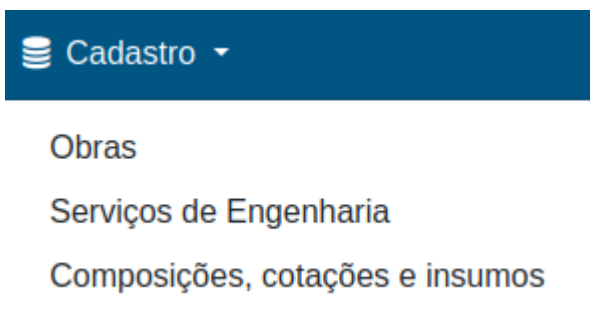 Cadastro
Obras
Serviços de Engenharia
Composições, cotações e insumos